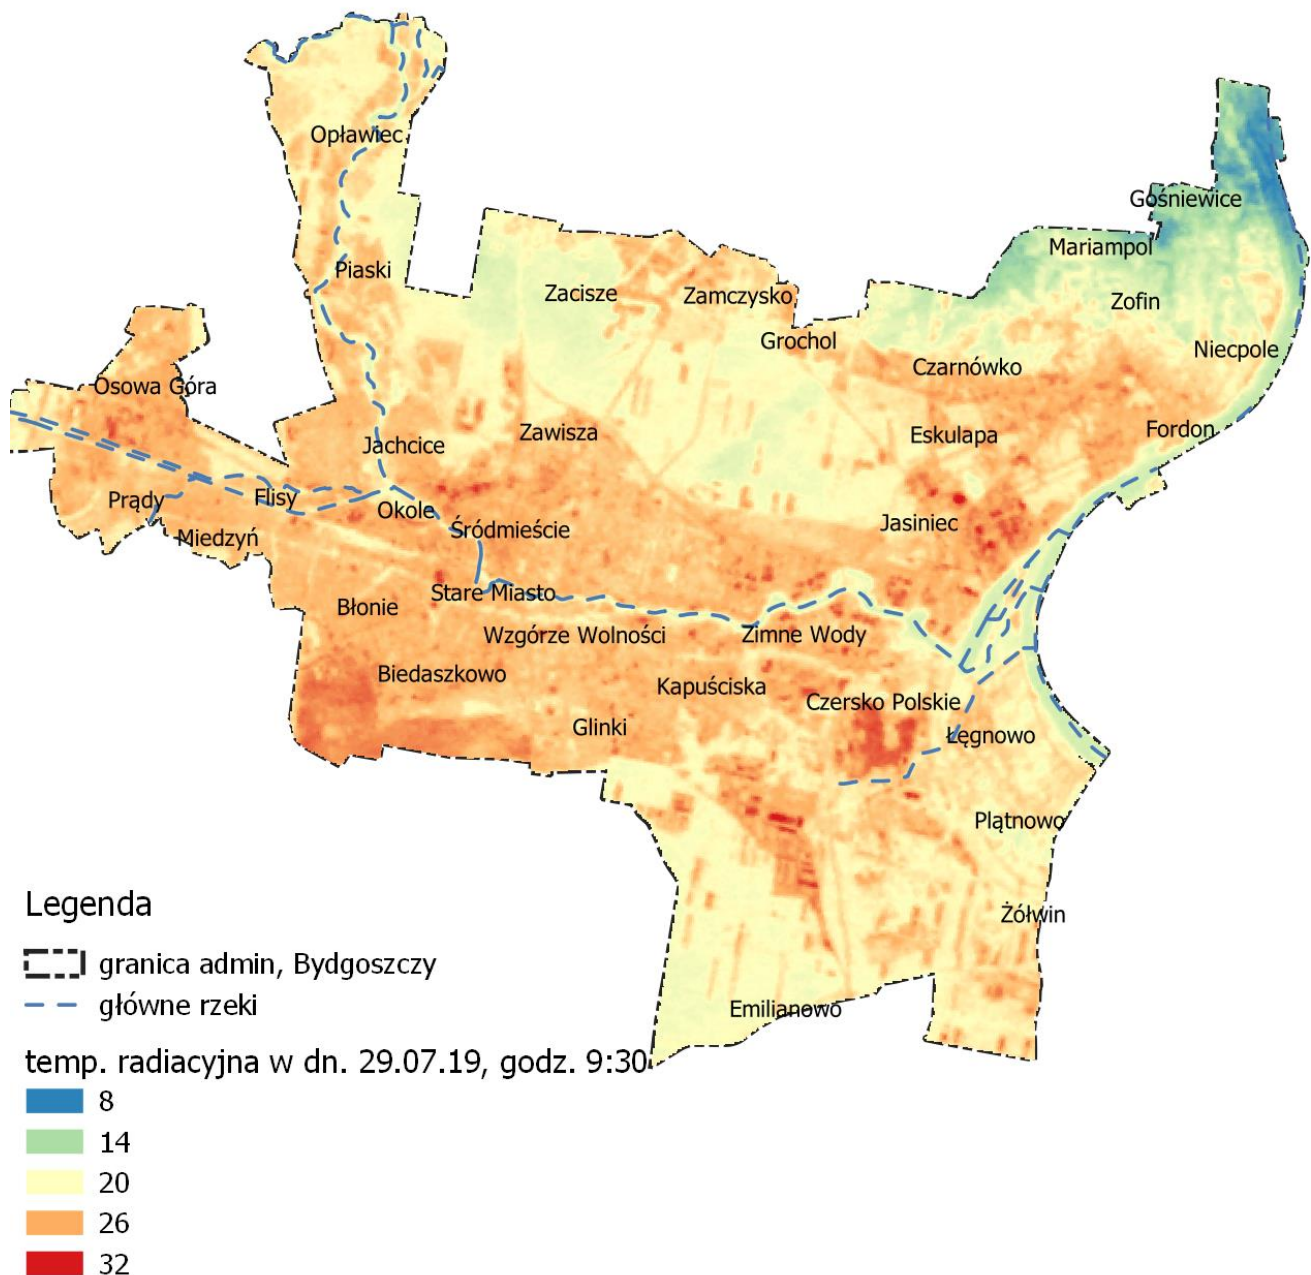 Opławiec
Gośniewice
Mariampol
Piaski
Zacisze
Zamczysko
Zofin
Grochol
Niecpole
Czarnówko
Osowa Góra
Jachcice
Zawisza
Eskulapa
Fordon
Prądy
Flisy
Okole
Śródmieście
Jasiniec
Miedzyń
Stare Miasto
Błonie
Wzgórze Wolności
Zimne Wody
Biedaszkowo
Kapuściska
Czersko Polskie
Glinki
Łęgnowo
Plątnowo
Żółwin
Emilianowo
Legenda
granica admin, Bydgoszczy
główne rzeki
temp. radiacyjna w dn. 29.07.19, godz. 9:30
8
14
20
26
32